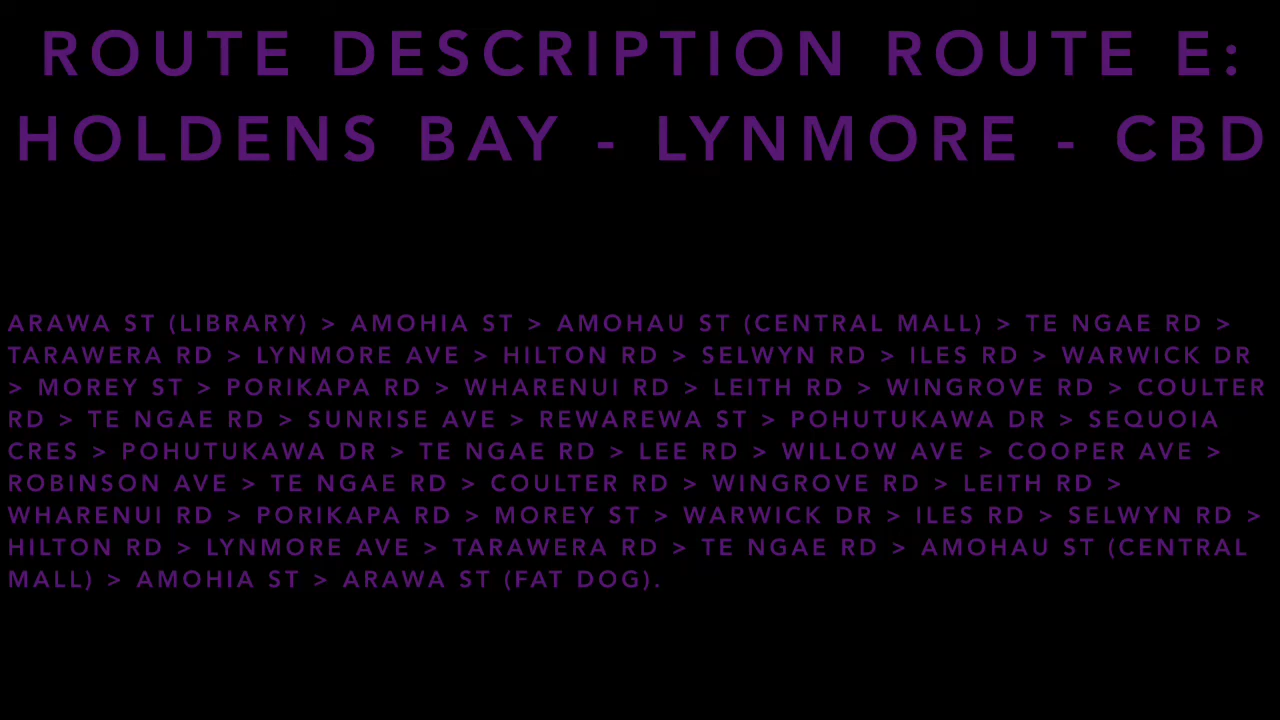 ROUTE DESCRIPTION ROUTE E:
HOLDENS BAY - LYNMORE - CBD
ARAWA ST (LIBRARY) > AMOHIA ST > AMOHAU ST (CENTRAL MALL) > TE NGAE RD >
TARAWERA RD > LYNMORE AVE > HILTON RD > SELWYN RD > ILES RD > WARWICK DR
> MOREY ST > PORIKAPA RD > WHARENUI RD > LEITH RD > WINGROVE RD > COULTER
RD > TE NGAE RD > SUNRISE AVE > REWAREWA ST > POHUTUKAWA DR > SEQUOIA
CRES > POHUTUKAWA DR > TE NGAE RD > LEE RD > WILLOW AVE > COOPER AVE >
ROBINSON AVE > TE NGAE RD > COULTER RD > WINGROVE RD > LEITH RD >
WHARENUI RD > PORIKAPA RD > MOREY ST > WARWICK DR > ILES RD > SELWYN RD >
HILTON RD > LYNMORE AVE > TARAWERA RD > TE NGAE RD > AMOHAU ST (CENTRAL
MALL) > AMOHIA ST > ARAWA ST (FAT DOG).